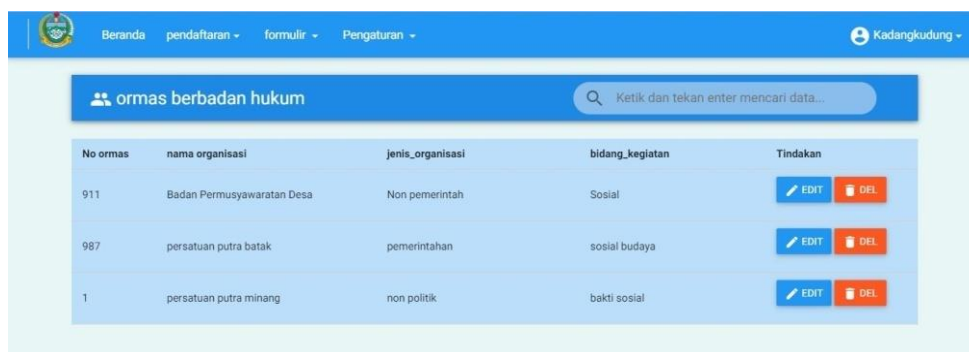 Beranda pendaftaran formulir Pengaturan Kadangkudung
ormas berbadan hukum Ketik dan tekan enter mencari data...
No ormas nama organisasi jenis_organisasi bidang_kegiatan Tindakan
911 Badan Permusyawaratan Desa Non pemerintah Sosial EDIT DEL
987 persatuan putra batak pemerintahan sosial budaya EDIT DEL
1 persatuan putra minang non politik bakti sosial EDIT DEL